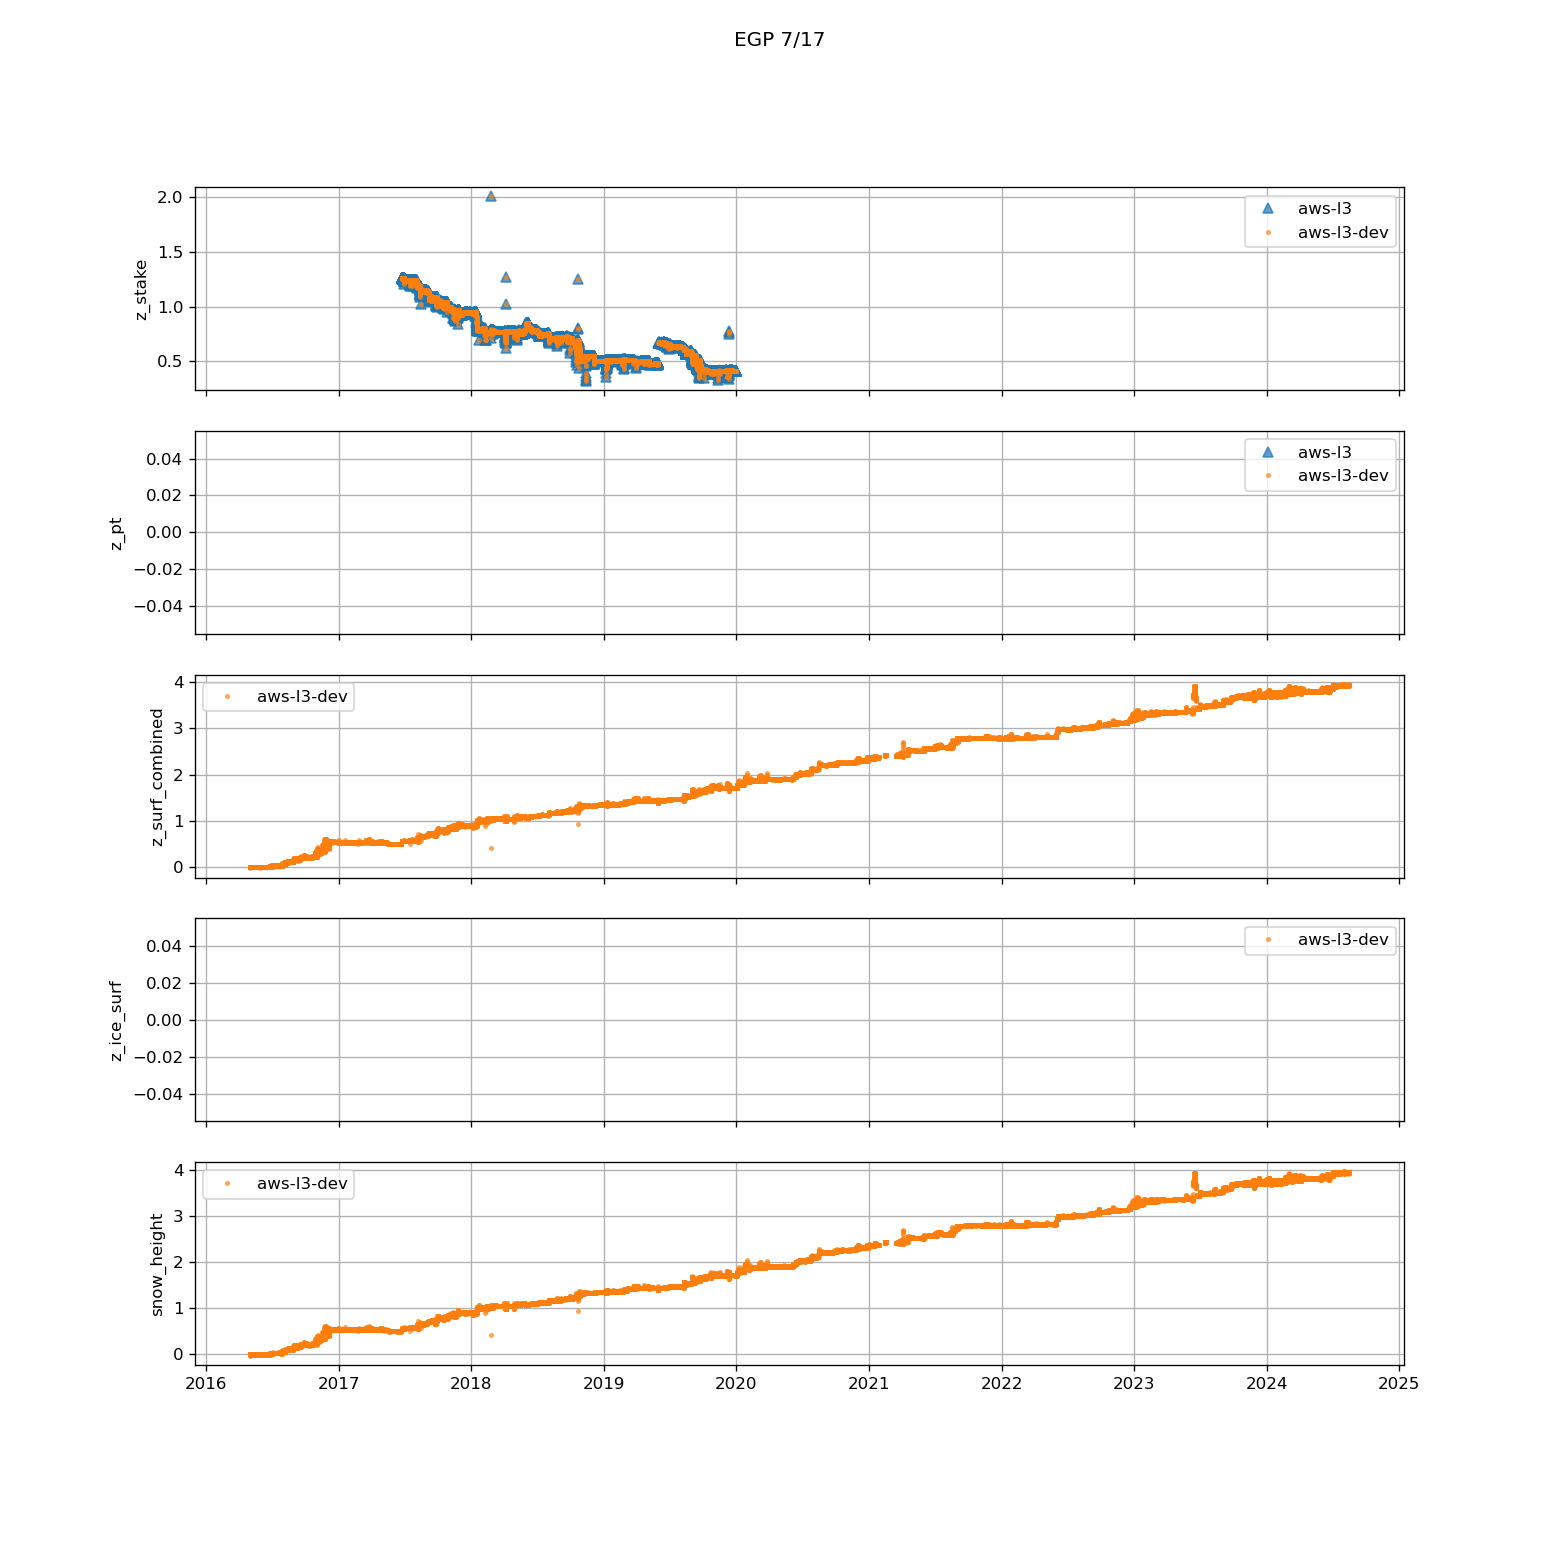 EGP 7/17
z_stake
2.0
1.5
1.0
0.5
aws-l3
aws-l3-dev
z_pt
0.04
0.02
0.00
−0.02
−0.04
aws-l3
aws-l3-dev
z_surf_combined
4
3
2
1
0
aws-l3-dev
z_ice_surf
0.04
0.02
0.00
−0.02
−0.04
aws-l3-dev
snow_height
4
3
2
1
0
aws-l3-dev
2016 2017 2018 2019 2020 2021 2022 2023 2024 2025